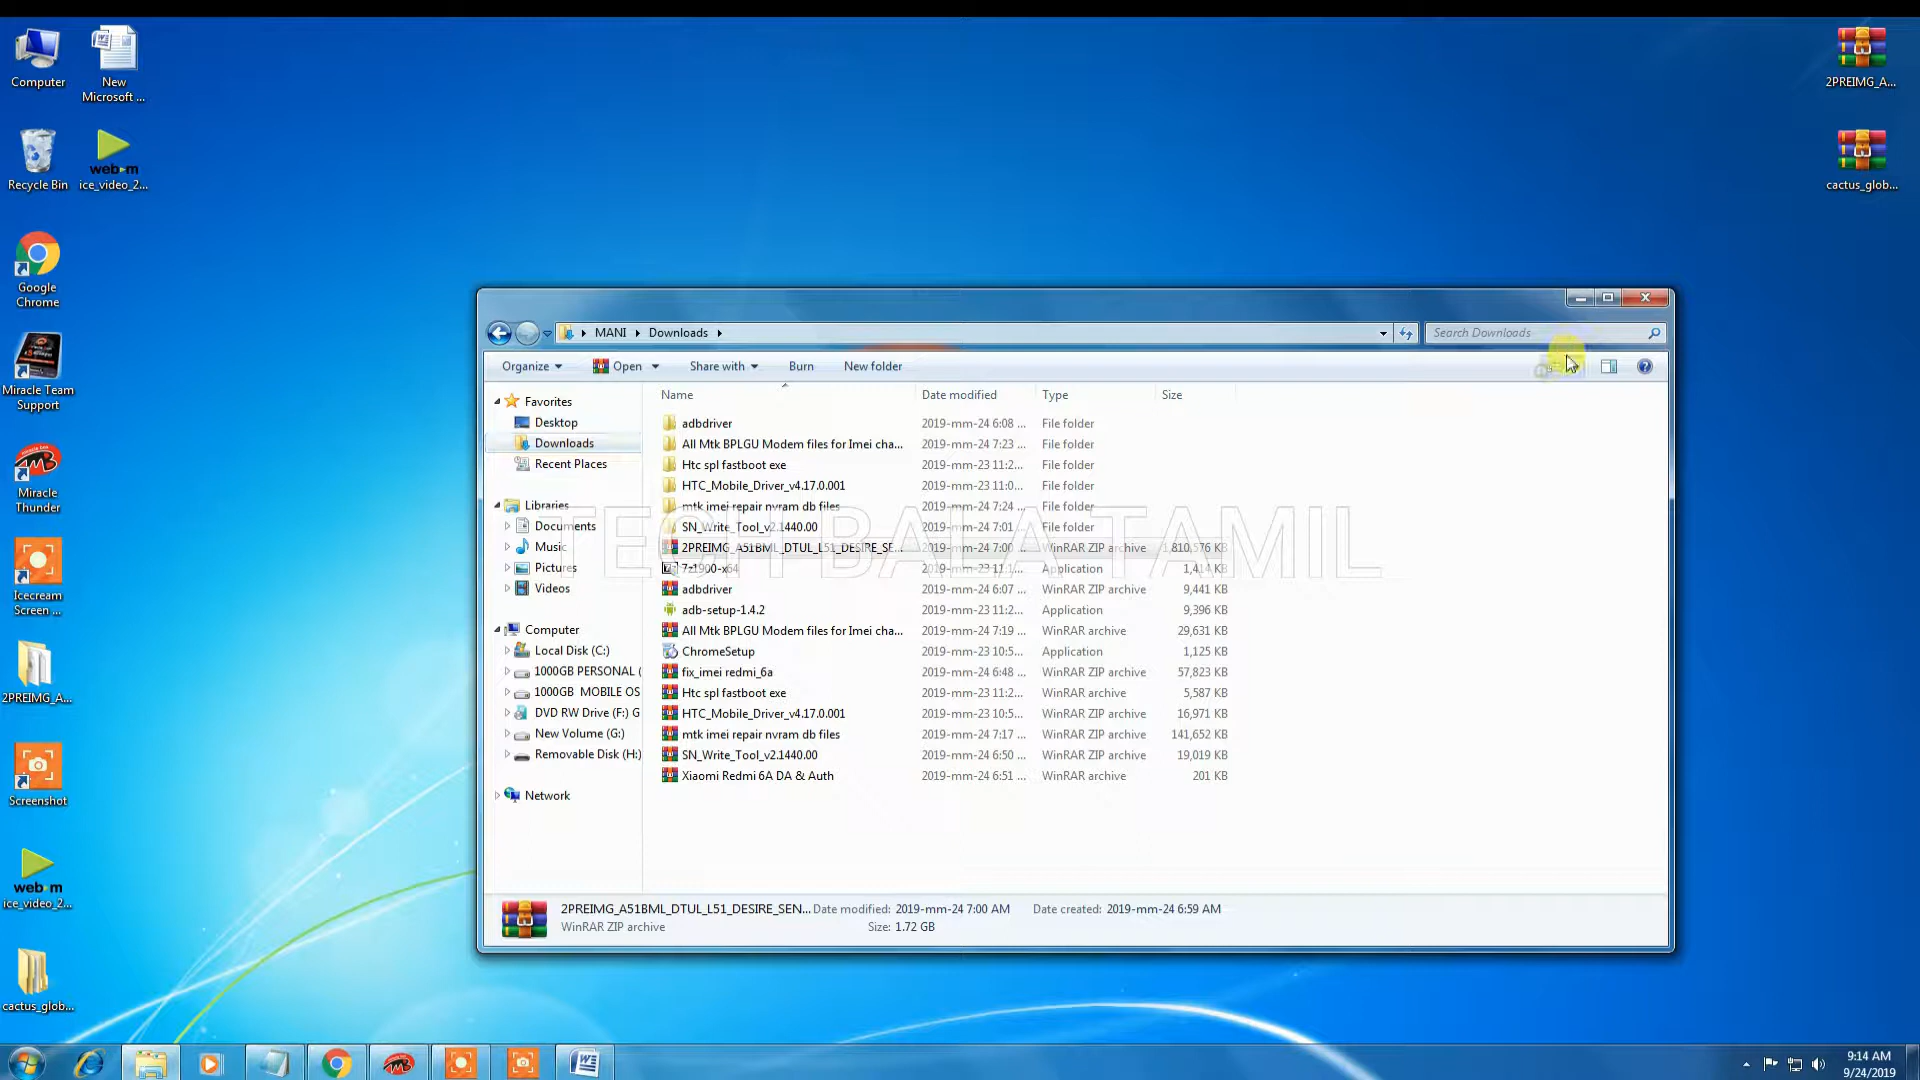 Computer
New
Microsoft ...
2PREIMG_A...
Recycle Bin
web-m
ice_video_2...
cactus_glob...
Google
Chrome
Miracle Team
Support
Miracle
Thunder
Icecream
Screen ...
2PREIMG_A...
Screenshot
web-m
ice_video_2...
cactus_glob...
MANI
Downloads
Search Downloads
Organize
Open
Share with
Burn
New folder
Favorites
Desktop
Downloads
Recent Places
Libraries
Documents
Music
Pictures
Videos
Computer
Local Disk (C:)
1000GB PERSONAL (
1000GB MOBILE OS
DVD RW Drive (F:) G
New Volume (G:)
Removable Disk (H:)
Network
Name Date modified Type Size
adbdriver 2019-mm-24 6:08 ... File folder
All Mtk BPLGU Modem files for Imei cha... 2019-mm-24 7:23 ... File folder
Htc spl fastboot exe 2019-mm-23 11:2... File folder
HTC_Mobile_Driver_v4.17.0.001 2019-mm-23 11:0... File folder
mtk imei repair nvram db files 2019-mm-24 7:24 ... File folder
SN_Write_Tool_v2.1440.00 2019-mm-24 7:01 ... File folder
2PREIMG_A51BML_DTUL_L51_DESIRE_SE... 2019-mm-24 7:00 ... WinRAR ZIP archive 1,810,576 KB
7z1900-x64 2019-mm-23 11:1... Application 1,414 KB
adbdriver 2019-mm-24 6:07 ... WinRAR ZIP archive 9,441 KB
adb-setup-1.4.2 2019-mm-23 11:2... Application 9,396 KB
All Mtk BPLGU Modem files for Imei cha... 2019-mm-24 7:19 ... WinRAR archive 29,631 KB
ChromeSetup 2019-mm-23 10:5... Application 1,125 KB
fix_imei redmi_6a 2019-mm-24 6:48 ... WinRAR ZIP archive 57,823 KB
Htc spl fastboot exe 2019-mm-23 11:2... WinRAR archive 5,587 KB
HTC_Mobile_Driver_v4.17.0.001 2019-mm-23 10:5... WinRAR ZIP archive 16,971 KB
mtk imei repair nvram db files 2019-mm-24 7:17 ... WinRAR ZIP archive 141,652 KB
SN_Write_Tool_v2.1440.00 2019-mm-24 6:50 ... WinRAR ZIP archive 19,019 KB
Xiaomi Redmi 6A DA & Auth 2019-mm-24 6:51 ... WinRAR archive 201 KB
TECH BALA TAMIL
2PREIMG_A51BML_DTUL_L51_DESIRE_SEN... Date modified: 2019-mm-24 7:00 AM Date created: 2019-mm-24 6:59 AM
WinRAR ZIP archive Size: 1.72 GB
9:14 AM
9/24/2019